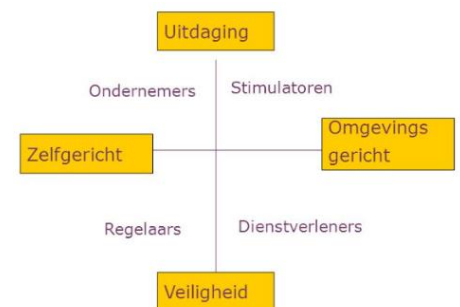 Uitdaging
Ondernemers
Stimulatoren
Zelfgericht
Omgevings
gericht
Regelaars
Dienstverleners
Veiligheid